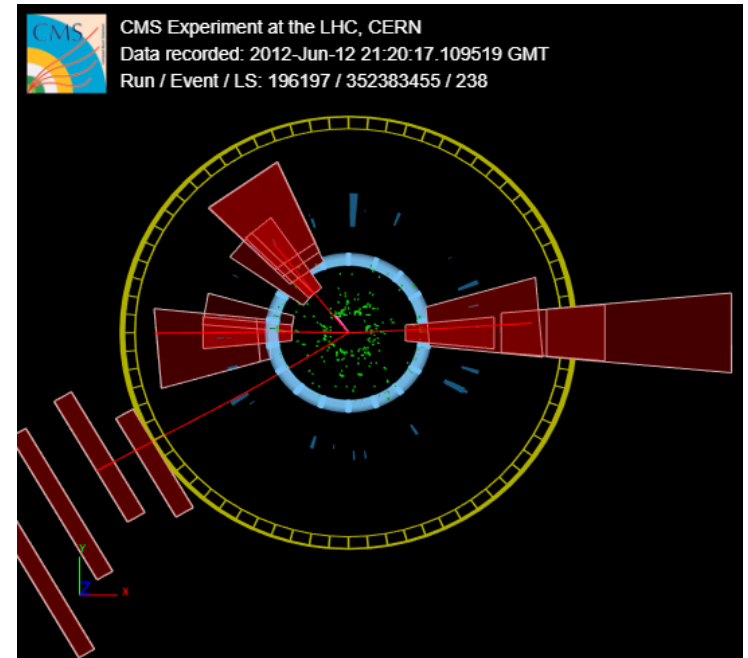 CMS
CMS Experiment at the LHC, CERN
Data recorded: 2012-Jun-12 21:20:17.109519 GMT
Run / Event / LS: 196197 / 352383455 / 238
Y
Z
X